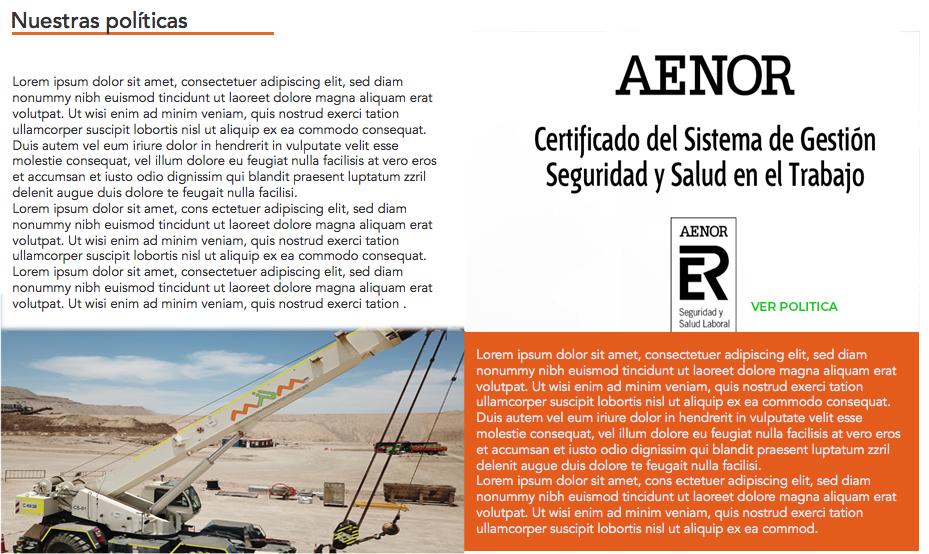 Nuestras políticas
Lorem ipsum dolor sit amet, consectetuer adipiscing elit, sed diam
nonummy nibh euismod tincidunt ut laoreet dolore magna aliquam erat
volutpat. Ut wisi enim ad minim veniam, quis nostrud exerci tation
ullamcorper suscipit lobortis nisl ut aliquip ex ea commodo consequat.
Duis autem vel eum iriure dolor in hendrerit in vulputate velit esse
molestie consequat, vel illum dolore eu feugiat nulla facilisis at vero eros
et accumsan et iusto odio dignissim qui blandit praesent luptatum zzril
delenit augue duis dolore te feugait nulla facilisi.
Lorem ipsum dolor sit amet, cons ectetuer adipiscing elit, sed diam
nonummy nibh euismod tincidunt ut laoreet dolore magna aliquam erat
volutpat. Ut wisi enim ad minim veniam, quis nostrud exerci tation
ullamcorper suscipit lobortis nisl ut aliquip ex ea commodo consequat.
Lorem ipsum dolor sit amet, consectetuer adipiscing elit, sed diam
nonummy nibh euismod tincidunt ut laoreet dolore magna aliquam erat
volutpat. Ut wisi enim ad minim veniam, quis nostrud exerci tation .
AENOR
Certificado del Sistema de Gestión
Seguridad y Salud en el Trabajo
AENOR
ER
Seguridad y
Salud Laboral
VER POLITICA
Lorem ipsum dolor sit amet, consectetuer adipiscing elit, sed diam
nonummy nibh euismod tincidunt ut laoreet dolore magna aliquam erat
volutpat. Ut wisi enim ad minim veniam, quis nostrud exerci tation
ullamcorper suscipit lobortis nisl ut aliquip ex ea commodo consequat.
Duis autem vel eum iriure dolor in hendrerit in vulputate velit esse
molestie consequat, vel illum dolore eu feugiat nulla facilisis at vero eros
et accumsan et iusto odio dignissim qui blandit praesent luptatum zzril
delenit augue duis dolore te feugait nulla facilisi.
Lorem ipsum dolor sit amet, cons ectetuer adipiscing elit, sed diam
nonummy nibh euismod tincidunt ut laoreet dolore magna aliquam erat
volutpat. Ut wisi enim ad minim veniam, quis nostrud exerci tation
ullamcorper suscipit lobortis nisl ut aliquip ex ea commod.